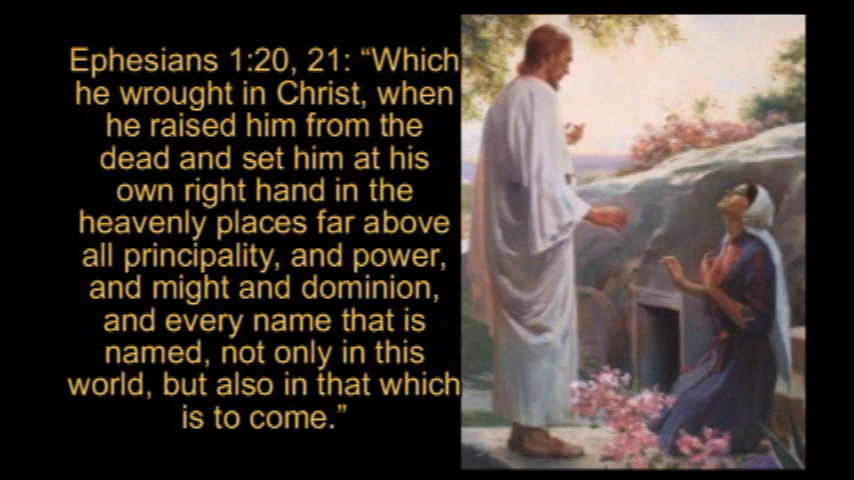 Ephesians 1:20, 21: “Which
he wrought in Christ, when
he raised him from the
dead and set him at his
own right hand in the
heavenly places far above
all principality, and power,
and might and dominion,
and every name that is
named, not only in this
world, but also in that which
is to come.”